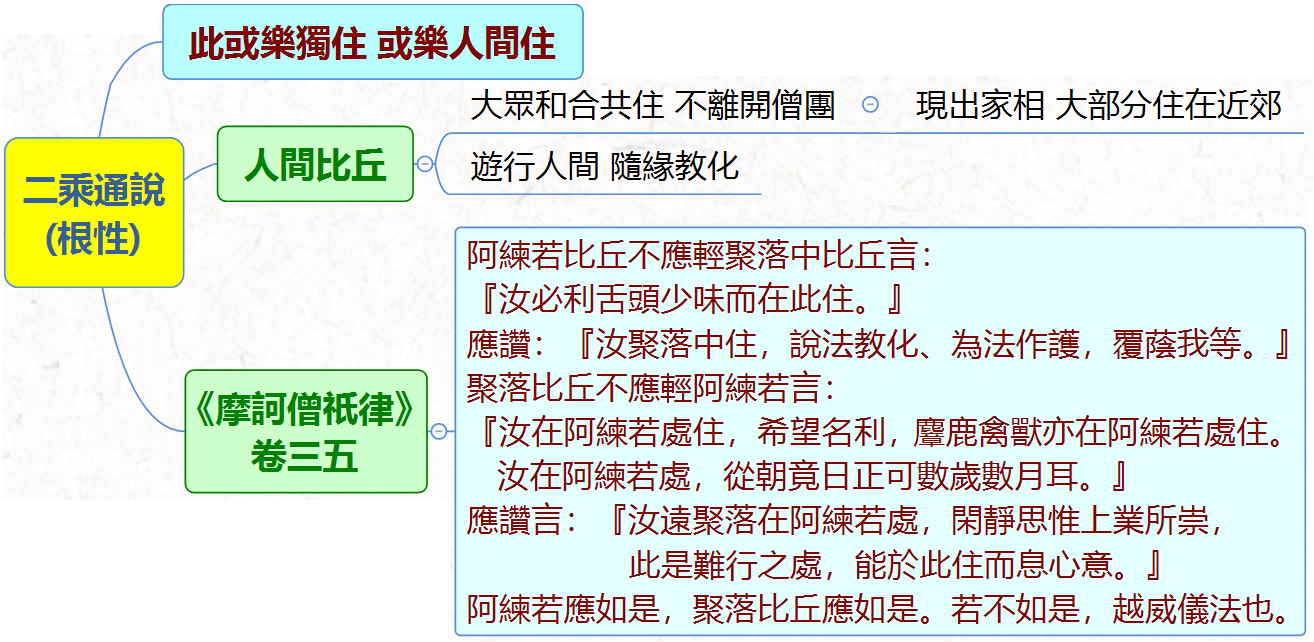 二乘通說
(根性)
此或樂獨住 或樂人間住
人間比丘
大眾和合共住 不離開僧團
現出家相 大部分住在近郊
遊行人間 隨緣教化
《摩訶僧祇律》
卷三五
阿練若比丘不應輕聚落中比丘言：
『汝必利舌頭少味而在此住。』
應讚：『汝聚落中住，說法教化、為法作護，覆蔭我等。』
聚落比丘不應輕阿練若言：
『汝在阿練若處住，希望名利，麞鹿禽獸亦在阿練若處住。
汝在阿練若處，從朝竟日正可數歲數月耳。』
應讚言：『汝遠聚落在阿練若處，閑靜思惟上業所崇，
此是難行之處，能於此住而息心意。』
阿練若應如是，聚落比丘應如是。若不如是，越威儀法也。